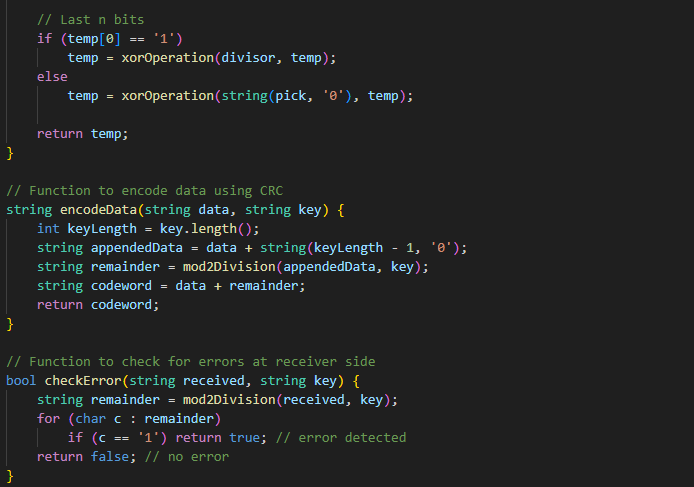 // Last n bits
if (temp[0] == '1')
temp = xorOperation(divisor, temp);
else
temp = xorOperation(string(pick, '0'), temp);
return temp;
}
// Function to encode data using CRC
string encodeData(string data, string key) {
int keyLength = key.length();
string appendedData = data + string(keyLength - 1, '0');
string remainder = mod2Division(appendedData, key);
string codeword = data + remainder;
return codeword;
}
// Function to check for errors at receiver side
bool checkError(string received, string key) {
string remainder = mod2Division(received, key);
for (char c : remainder)
if (c == '1') return true; // error detected
return false; // no error
}